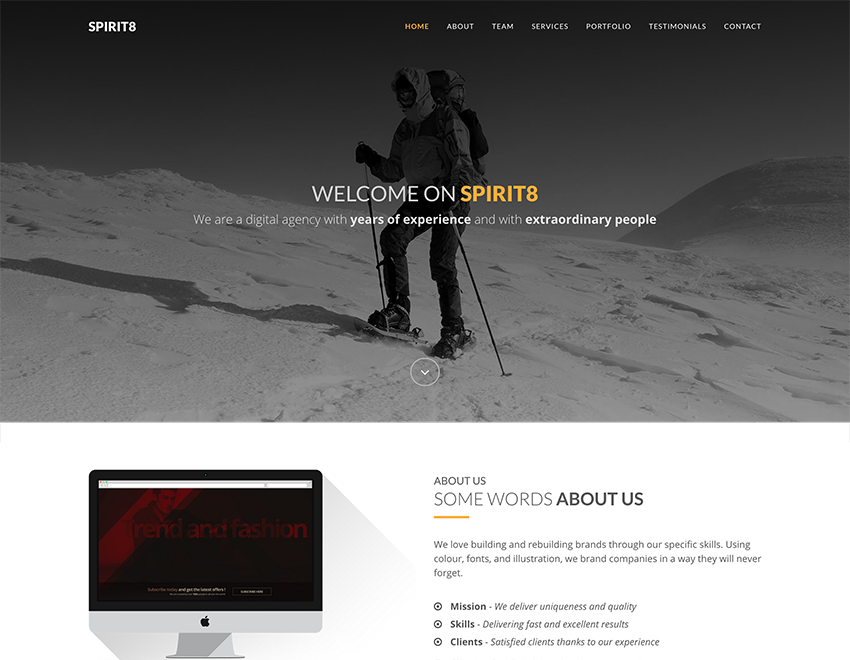 SPIRIT8
HOME ABOUT TEAM SERVICES PORTFOLIO TESTIMONIALS CONTACT
WELCOME ON SPIRIT8
We are a digital agency with years of experience and with extraordinary people
ABOUT US
SOME WORDS ABOUT US
We love building and rebuilding brands through our specific skills. Using
colour, fonts, and illustration, we brand companies in a way they will never
forget.
Mission - We deliver uniqueness and quality
Skills - Delivering fast and excellent results
Clients - Satisfied clients thanks to our experience
rend and fashion
Subscribe today and get the latest offers !
SUBSCRIBE HERE